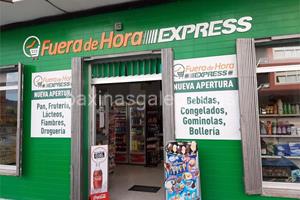 Fuera de Hora EXPRESS
Fuera de Hora
EXPRESS
NUEVA APERTURA
Pan, Frutería,
Lácteos,
Fiambres,
Droguería
Fuera de Hora
EXPRESS
NUEVA APERTURA
Bebidas,
Congelados,
Gominolas,
Bollería
paxinasgalegas